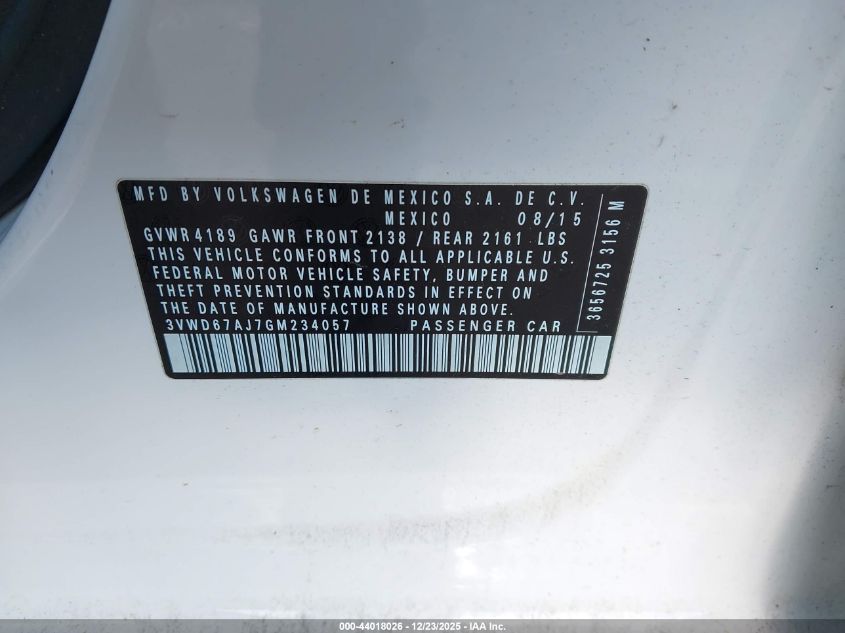 MFD BY VOLKSWAGEN DE MEXICO S.A. DE C.V.
MEXICO 08/15
GVWR 4189 GAWR FRONT 2138 / REAR 2161 LBS
THIS VEHICLE CONFORMS TO ALL APPLICABLE U.S.
FEDERAL MOTOR VEHICLE SAFETY, BUMPER AND
THEFT PREVENTION STANDARDS IN EFFECT ON
THE DATE OF MANUFACTURE SHOWN ABOVE.
3VWD67AJ7GM234057 PASSENGER CAR
3656725 3156 M
000-44018026 - 12/23/2025 - IAA Inc.